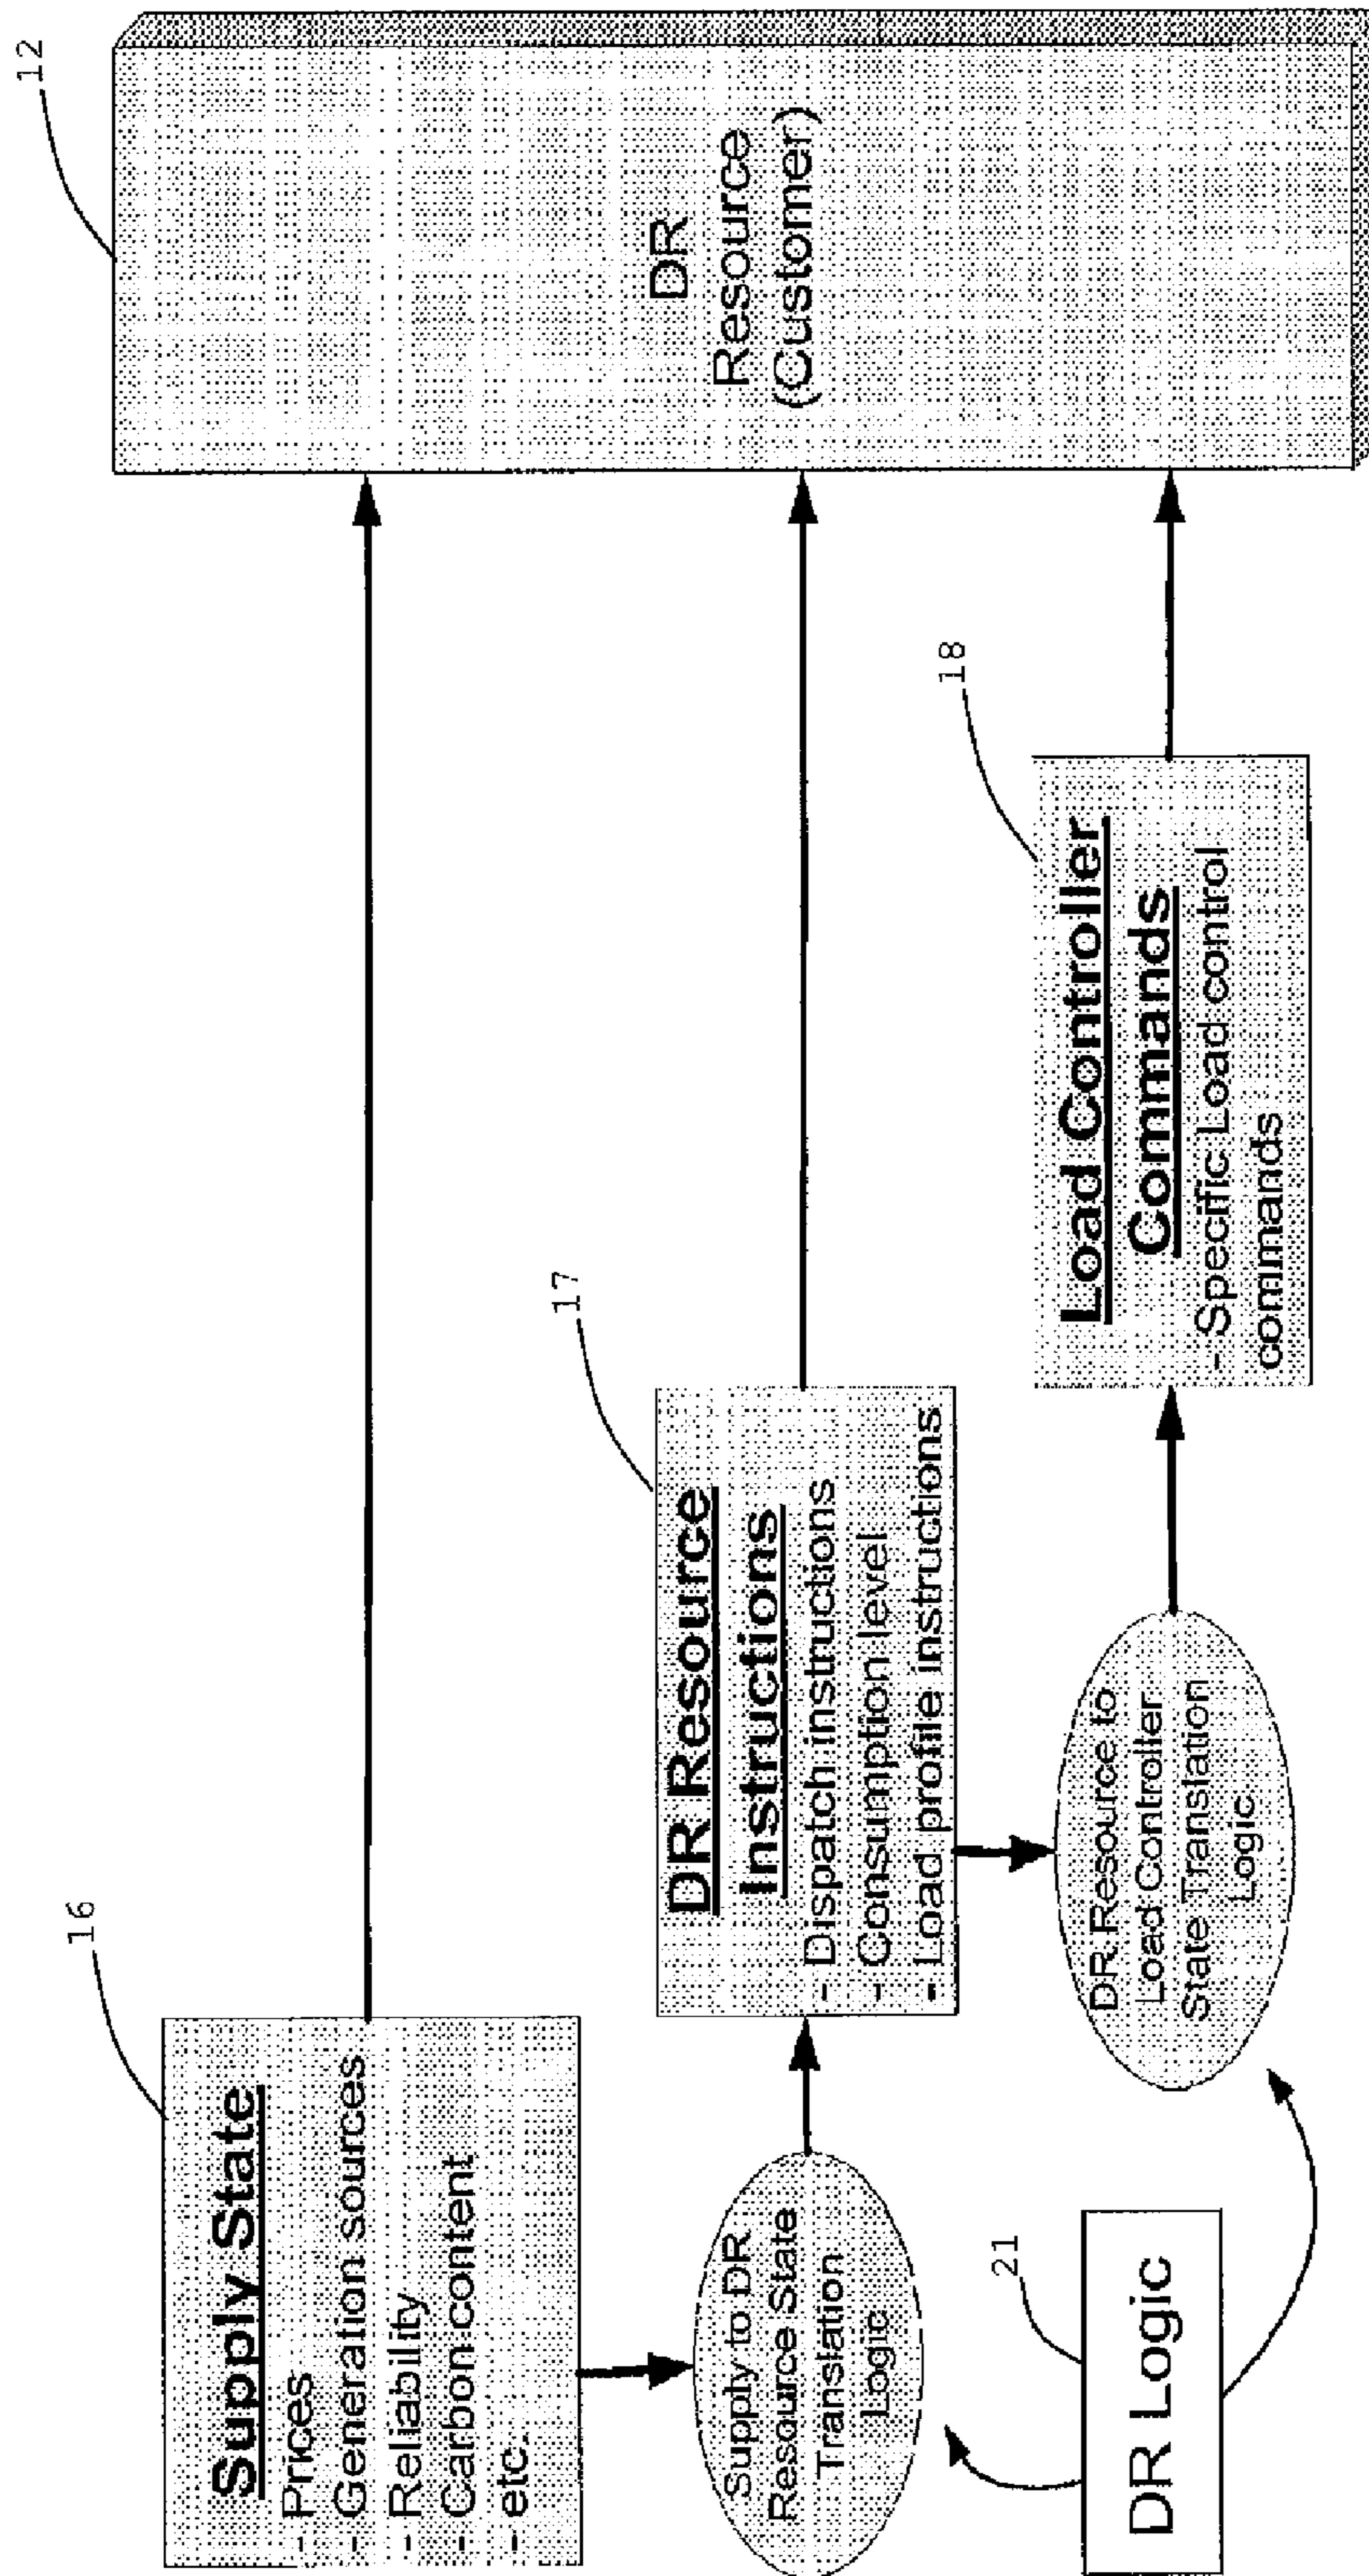 16
Supply State
- Prices
- Generation sources
- Reliability
- Carbon content
- etc.
Supply to DR
Resource State
Translation
Logic
21
DR Logic
17
DR Resource
Instructions
- Dispatch instructions
- Consumption level
- Load profile instructions
DR Resource to
Load Controller
State Translation
Logic
18
Load Controller
Commands
- Specific Load control
commands
12
DR
Resource
(Customer)